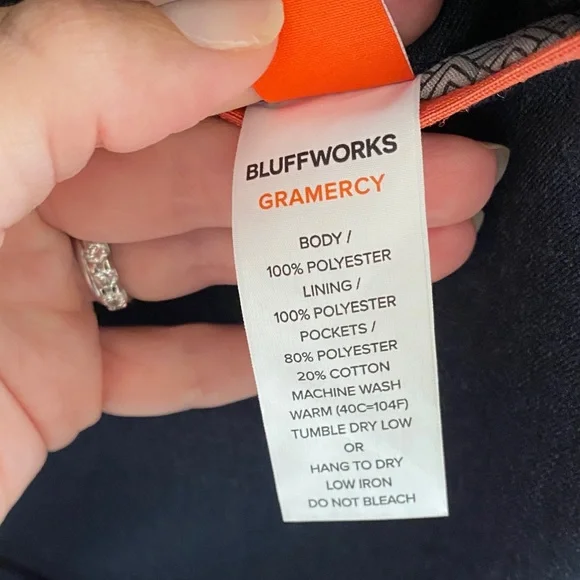 BLUFFWORKS
GRAMERCY
BODY /
100% POLYESTER
LINING /
100% POLYESTER
POCKETS /
80% POLYESTER
20% COTTON
MACHINE WASH
WARM (40C=104F)
TUMBLE DRY LOW
OR
HANG TO DRY
LOW IRON
DO NOT BLEACH